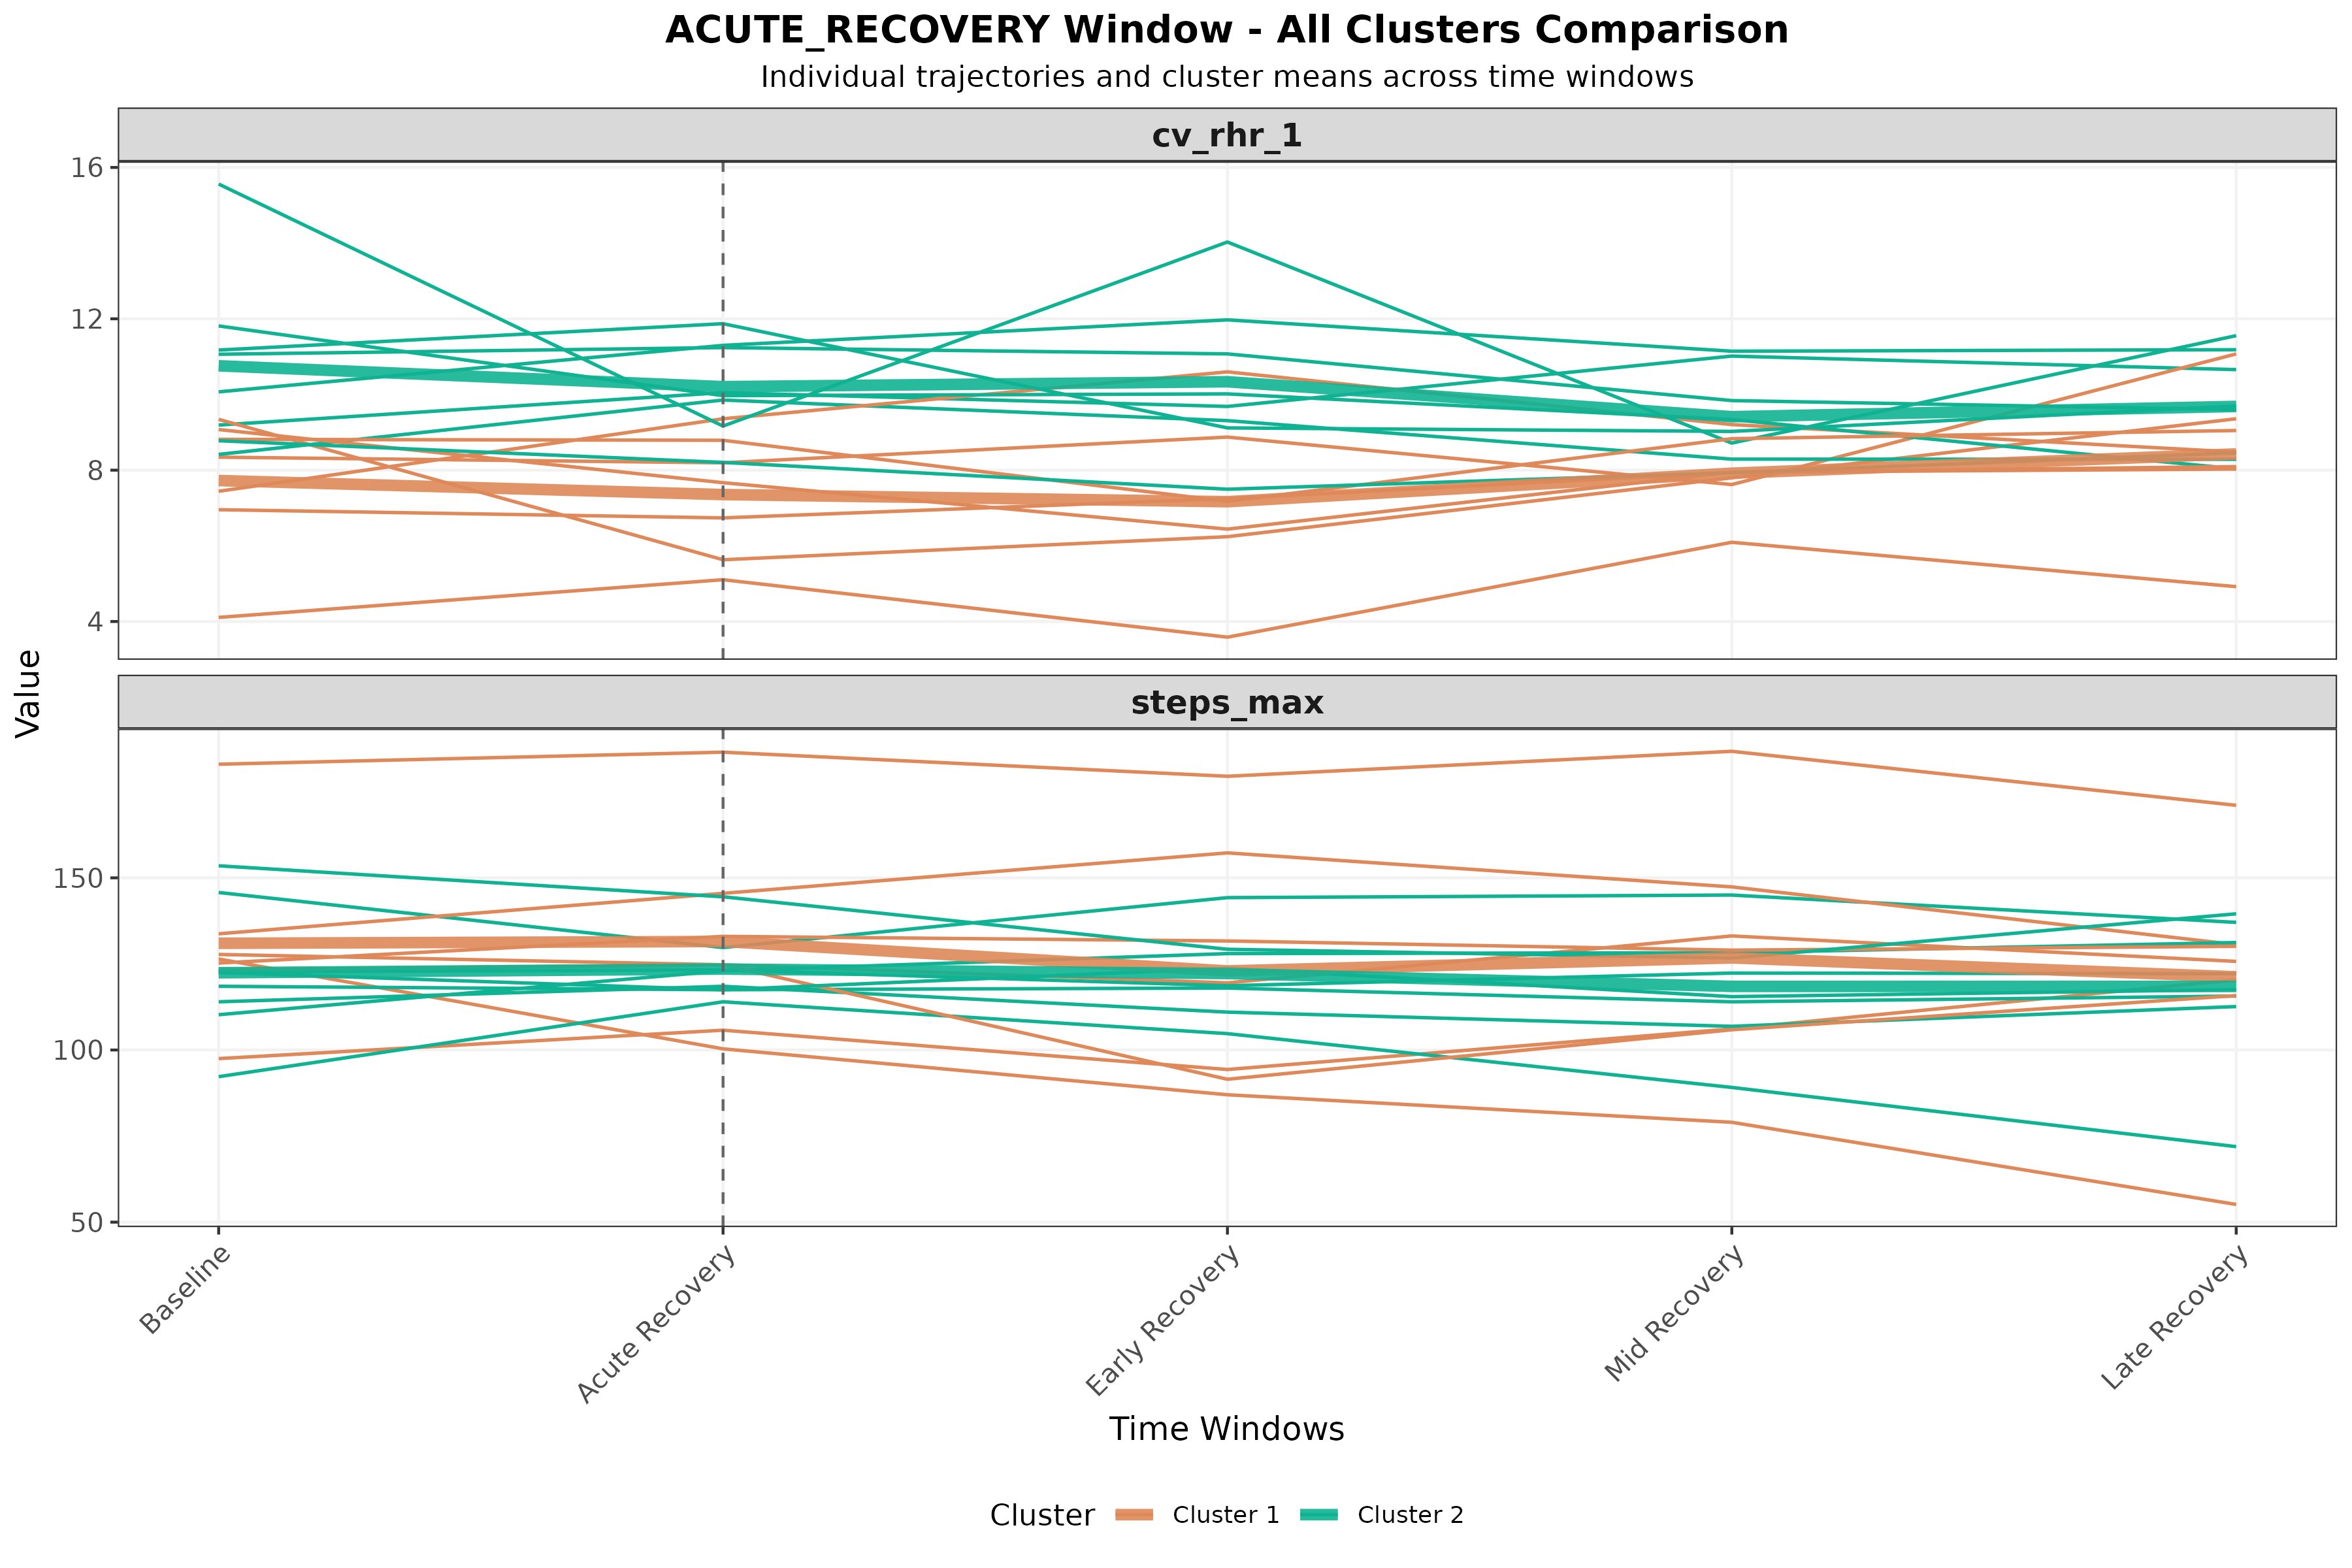 ACUTE_RECOVERY Window - All Clusters Comparison
Individual trajectories and cluster means across time windows
cv_rhr_1
16
12
8
4
Value
steps_max
150
100
50
Baseline
Acute Recovery
Early Recovery
Mid Recovery
Late Recovery
Time Windows
Cluster
Cluster 1
Cluster 2